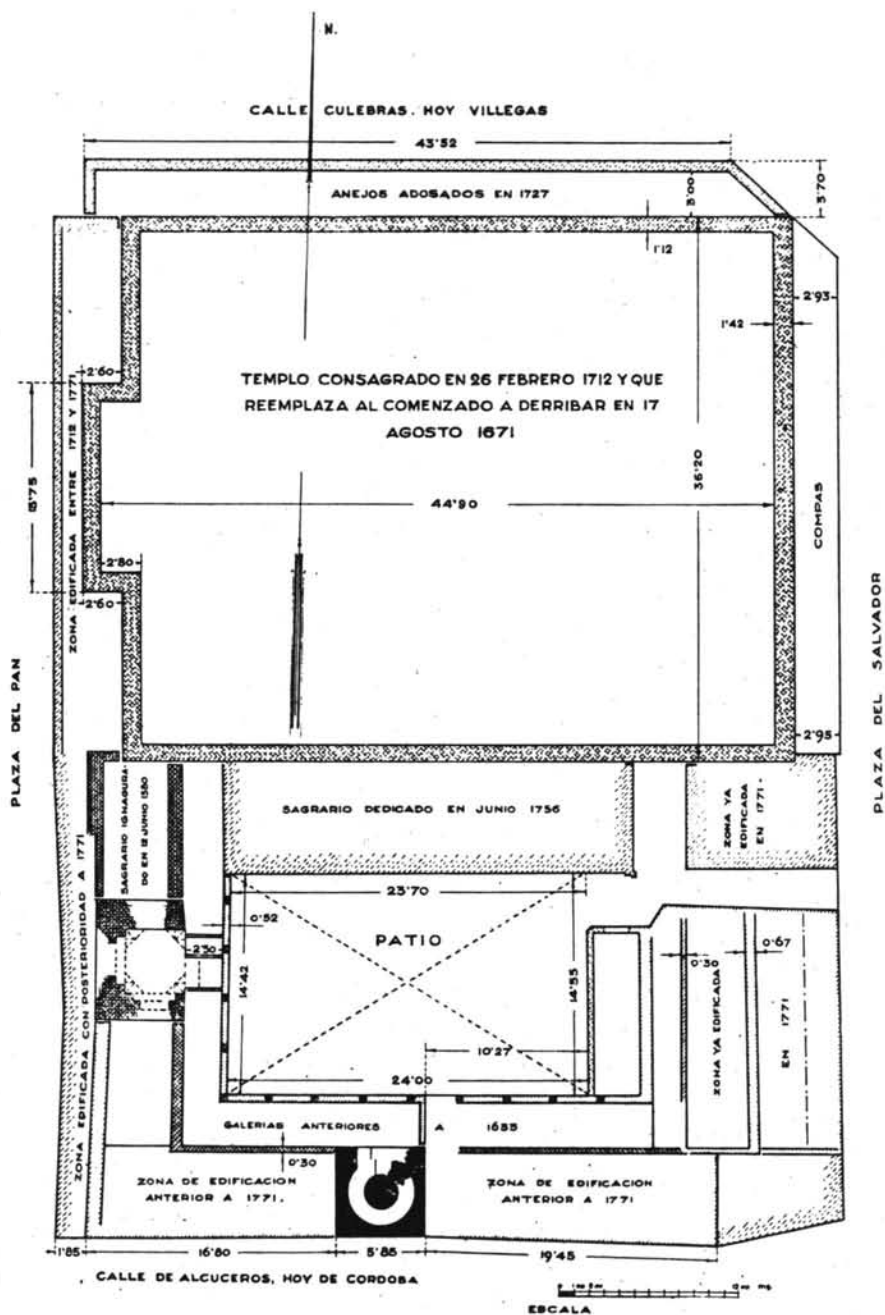 N.
CALLE CULEBRAS. HOY VILLEGAS
43'52
ANEJOS ADOSADOS EN 1727
3'00
3'70
1'12
2'93
1'42
2'60
TEMPLO CONSAGRADO EN 26 FEBRERO 1712 Y QUE
REEMPLAZA AL COMENZADO A DERRIBAR EN 17
AGOSTO 1671
ZONA EDIFICADA ENTRE 1712 Y 1771
36'20
44'90
COMPAS
2'80
2'60
PLAZA DEL PAN
PLAZA DEL SALVADOR
2'95
SAGRARIO IGNAGURA-
DO EN 12 JUNIO 1380
SAGRARIO DEDICADO EN JUNIO 1756
ZONA YA
EDIFICADA
EN 1771.
23'70
0'52
PATIO
2'30
14'42
14'55
0'30
0'67
ZONA YA EDIFICADA
EN 1771
ZONA EDIFICADA CON POSTERIORIDAD A 1771
10'27
24'00
GALERIAS ANTERIORES A 1685
0'30
ZONA DE EDIFICACION
ANTERIOR A 1771.
ZONA DE EDIFICACION
ANTERIOR A 1771
1'85
16'80
5'85
19'45
CALLE DE ALCUCEROS, HOY DE CORDOBA
ESCALA